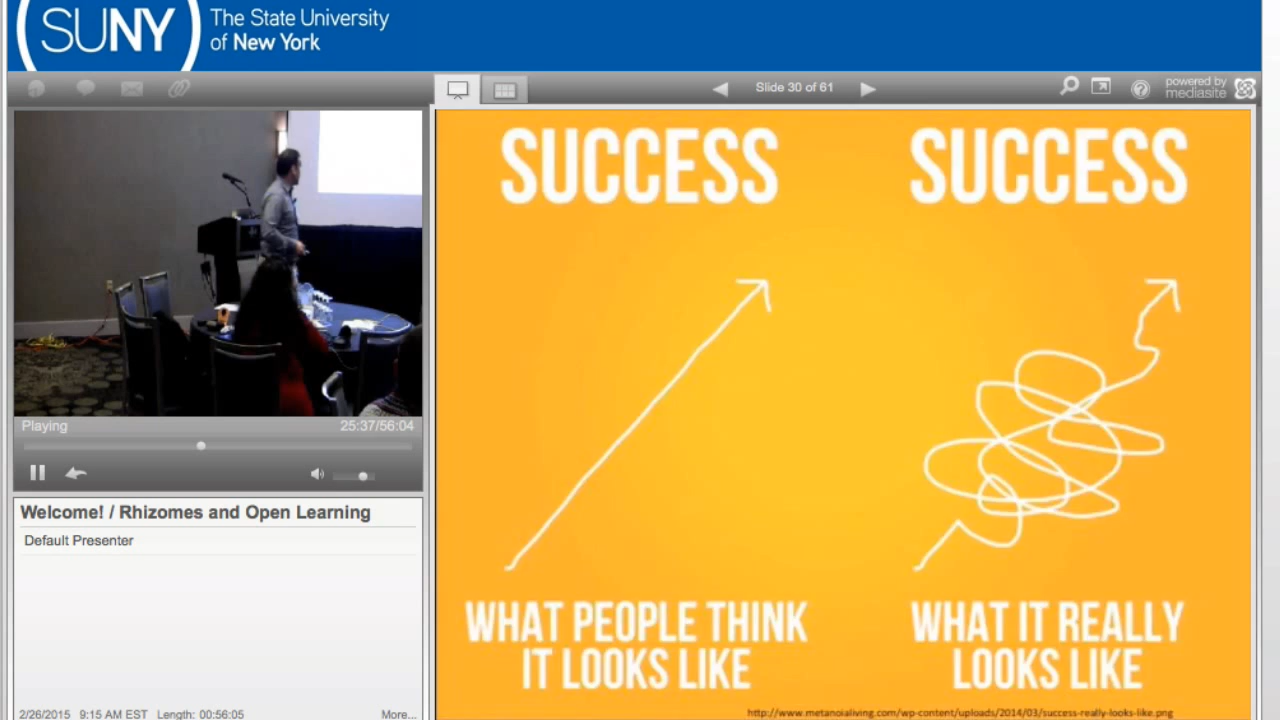 SUNY
The State University
of New York
Slide 30 of 61
powered by
mediasite
Playing
25:37/56:04
Welcome! / Rhizomes and Open Learning
Default Presenter
2/26/2015 9:15 AM EST Length: 00:56:05
More...
SUCCESS
WHAT PEOPLE THINK
IT LOOKS LIKE
SUCCESS
WHAT IT REALLY
LOOKS LIKE
http://www.metanoialiving.com/wp-content/uploads/2014/03/success-really-looks-like.png